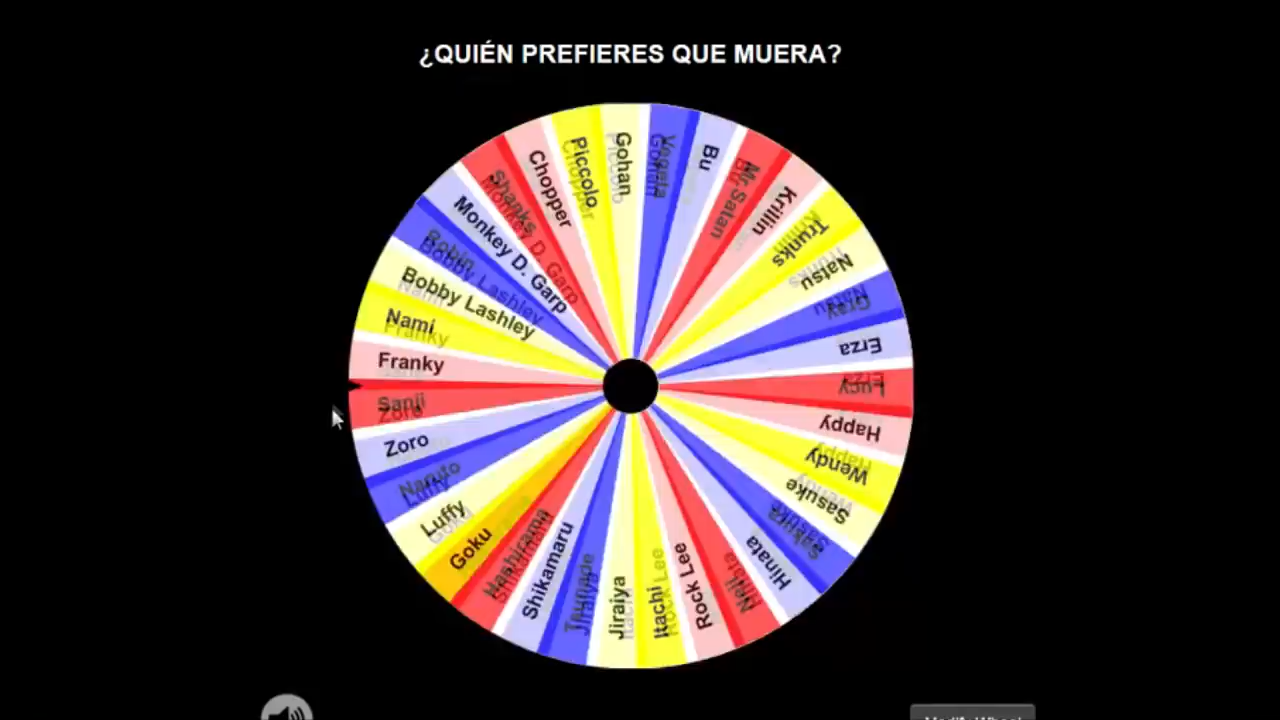 ¿QUIÉN PREFIERES QUE MUERA?
Gohan
Vegeta
Bu
Mr Satan
Krillin
Trunks
Natsu
Gray
Erza
Lucy
Happy
Wendy
Sasuke
Sakura
Hinata
Neji
Rock Lee
Itachi
Jiraiya
Tsunade
Shikamaru
Hashirama
Goku
Luffy
Naruto
Zoro
Sanji
Franky
Nami
Bobby Lashley
Robin
Monkey D. Garp
Shanks
Chopper
Piccolo